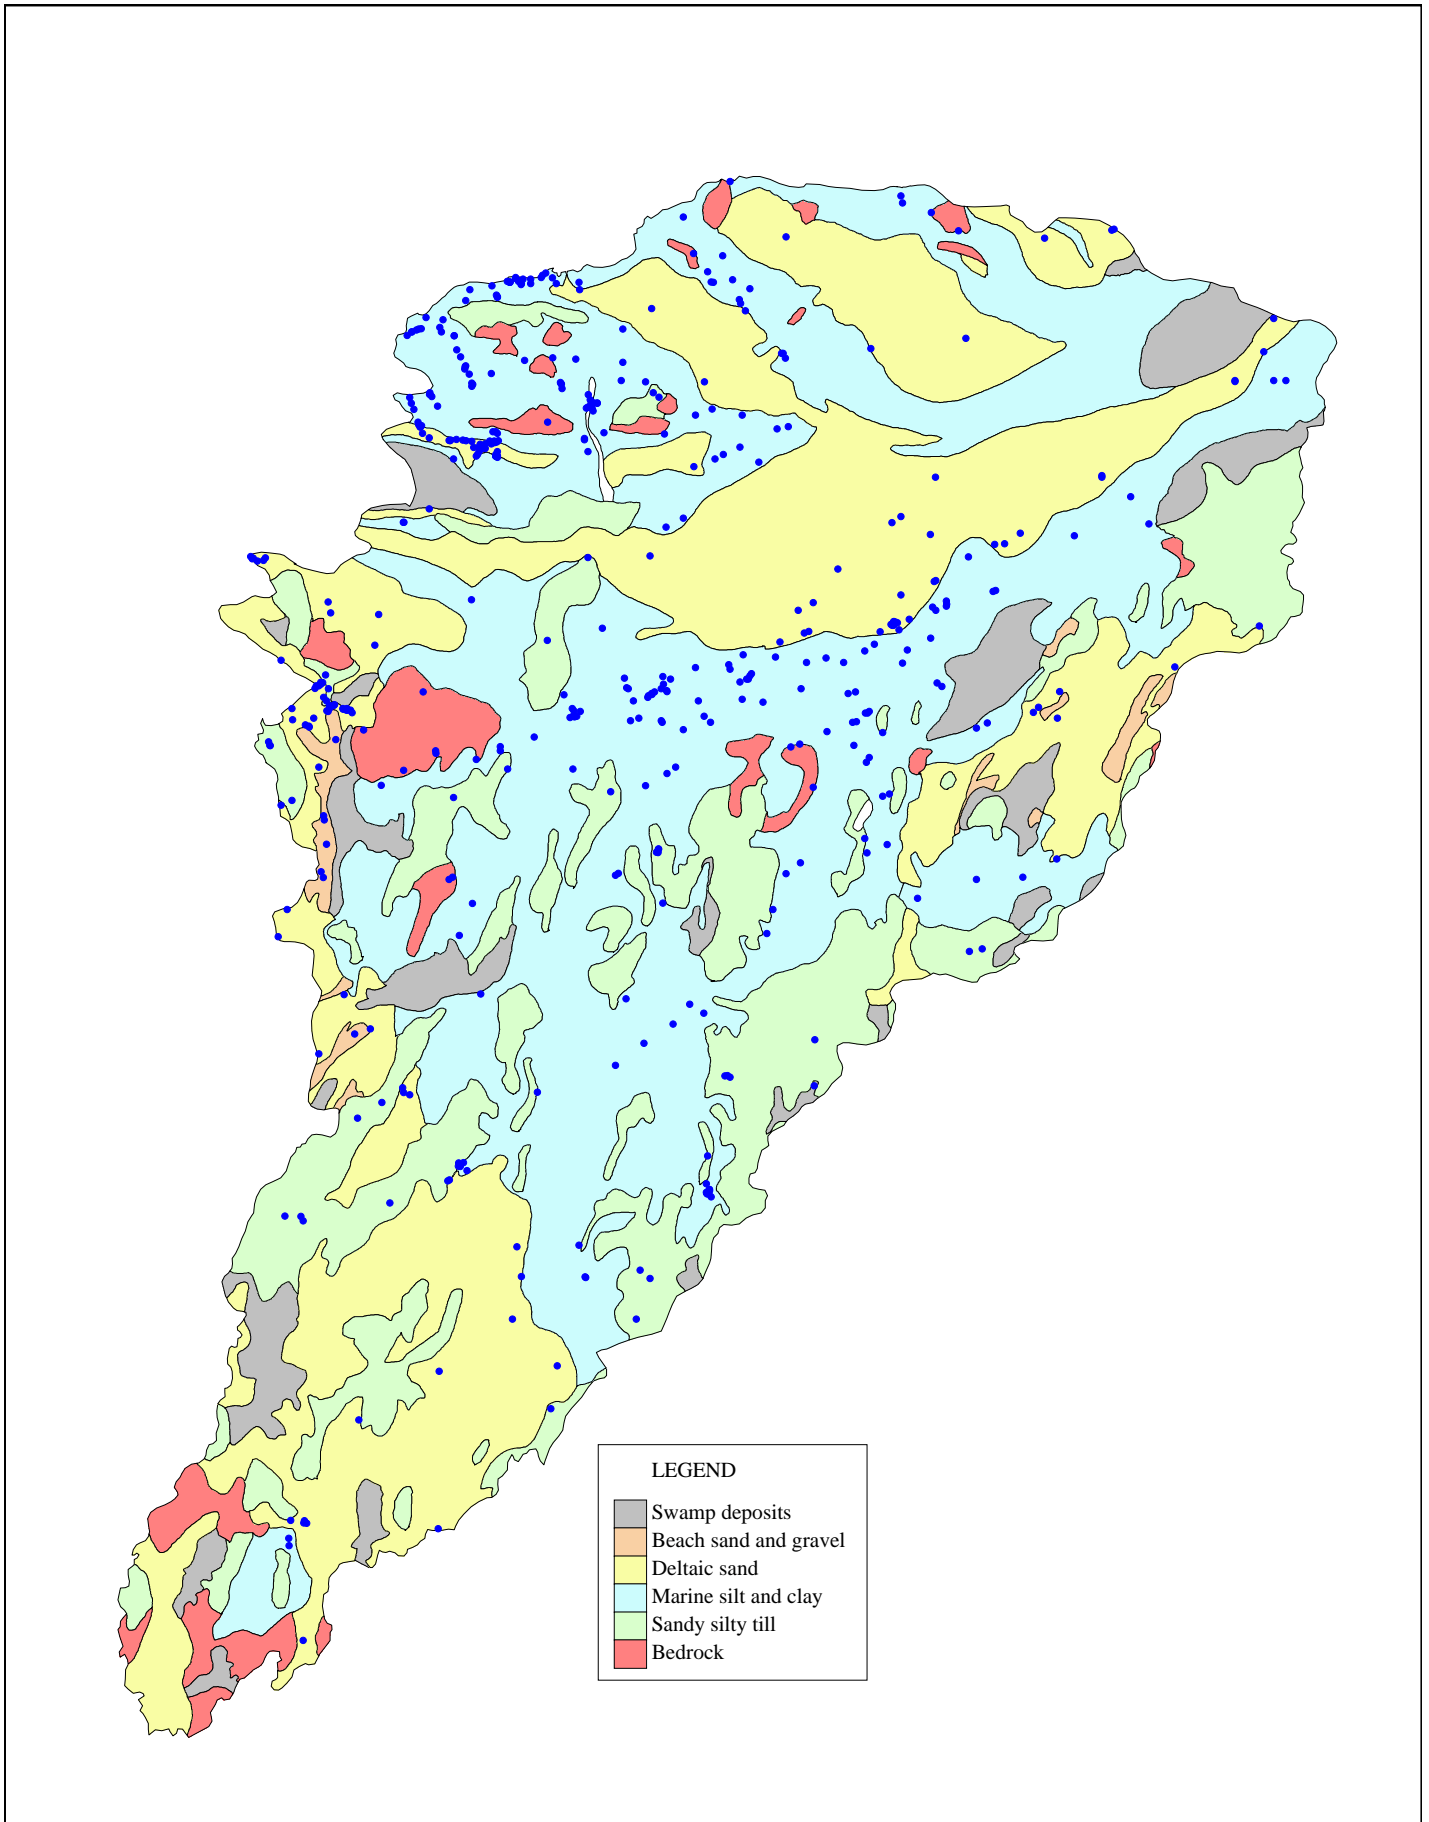 LEGEND
Swamp deposits
Beach sand and gravel
Deltaic sand
Marine silt and clay
Sandy silty till
Bedrock